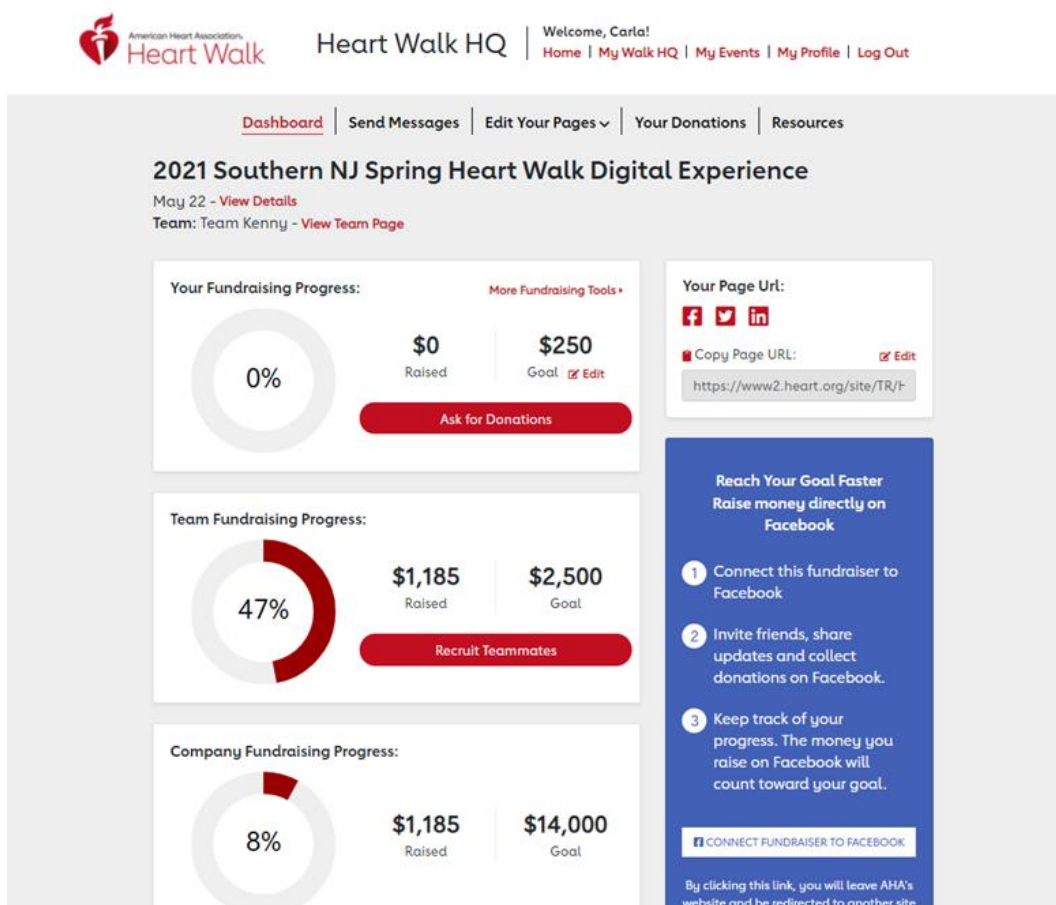 American Heart Association.
Heart Walk
Heart Walk HQ
Welcome, Carla!
Home | My Walk HQ | My Events | My Profile | Log Out
Dashboard | Send Messages | Edit Your Pages | Your Donations | Resources
2021 Southern NJ Spring Heart Walk Digital Experience
May 22 - View Details
Team: Team Kenny - View Team Page
Your Fundraising Progress:
More Fundraising Tools
0%
$0
Raised
$250
Goal
Edit
Ask for Donations
Team Fundraising Progress:
47%
$1,185
Raised
$2,500
Goal
Recruit Teammates
Company Fundraising Progress:
8%
$1,185
Raised
$14,000
Goal
Your Page Url:
Copy Page URL:
Edit
https://www2.heart.org/site/TR/H
Reach Your Goal Faster
Raise money directly on
Facebook
1 Connect this fundraiser to
Facebook
2 Invite friends, share
updates and collect
donations on Facebook.
3 Keep track of your
progress. The money you
raise on Facebook will
count toward your goal.
CONNECT FUNDRAISER TO FACEBOOK
By clicking this link, you will leave AHA's
website and be redirected to another site